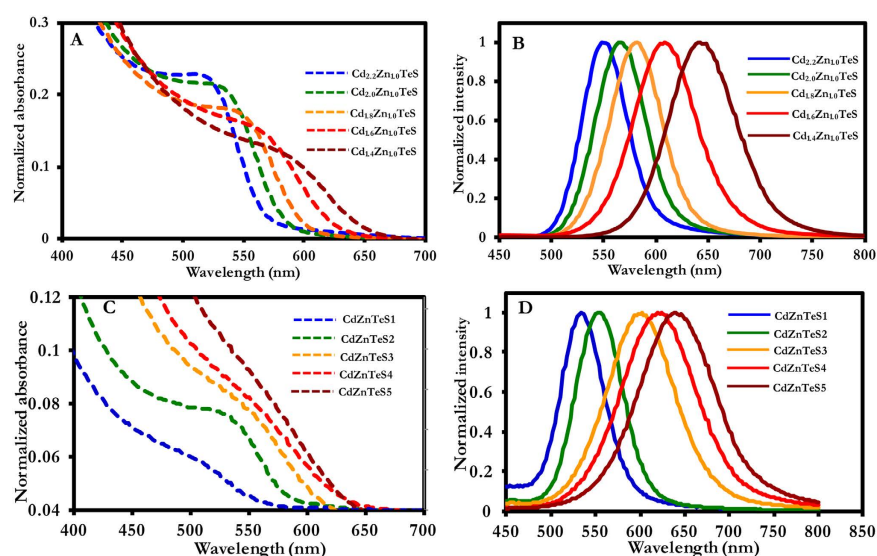 A
Normalized absorbance
0.3
0.2
0.1
0
400 450 500 550 600 650 700
Wavelength (nm)
Cd2.2Zn1.0TeS
Cd2.0Zn1.0TeS
Cd1.8Zn1.0TeS
Cd1.6Zn1.0TeS
Cd1.4Zn1.0TeS
B
Normalized intensity
1
0.8
0.6
0.4
0.2
0
450 500 550 600 650 700 750 800
Wavelength (nm)
Cd2.2Zn1.0TeS
Cd2.0Zn1.0TeS
Cd1.8Zn1.0TeS
Cd1.6Zn1.0TeS
Cd1.4Zn1.0TeS
C
Normalized absorbance
0.12
0.1
0.08
0.06
0.04
400 450 500 550 600 650 700
Wavelength (nm)
CdZnTeS1
CdZnTeS2
CdZnTeS3
CdZnTeS4
CdZnTeS5
D
Normalized intensity
1
0.8
0.6
0.4
0.2
0
450 500 550 600 650 700 750 800 850
Wavelength (nm)
CdZnTeS1
CdZnTeS2
CdZnTeS3
CdZnTeS4
CdZnTeS5